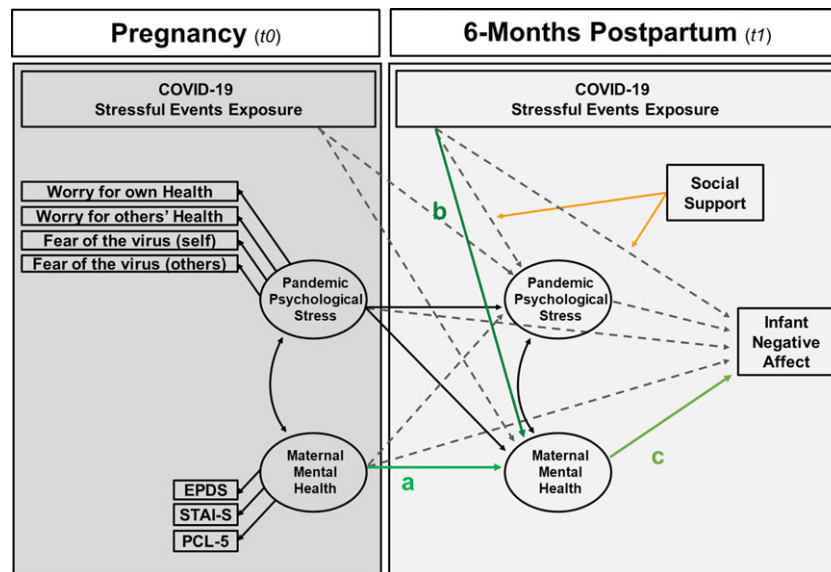 Pregnancy (t0)
6-Months Postpartum (t1)
COVID-19
Stressful Events Exposure
COVID-19
Stressful Events Exposure
Worry for own Health
Worry for others' Health
Fear of the virus (self)
Fear of the virus (others)
Pandemic
Psychological
Stress
Maternal
Mental
Health
EPDS
STAI-S
PCL-5
a
b
Pandemic
Psychological
Stress
Maternal
Mental
Health
c
Social
Support
Infant
Negative
Affect